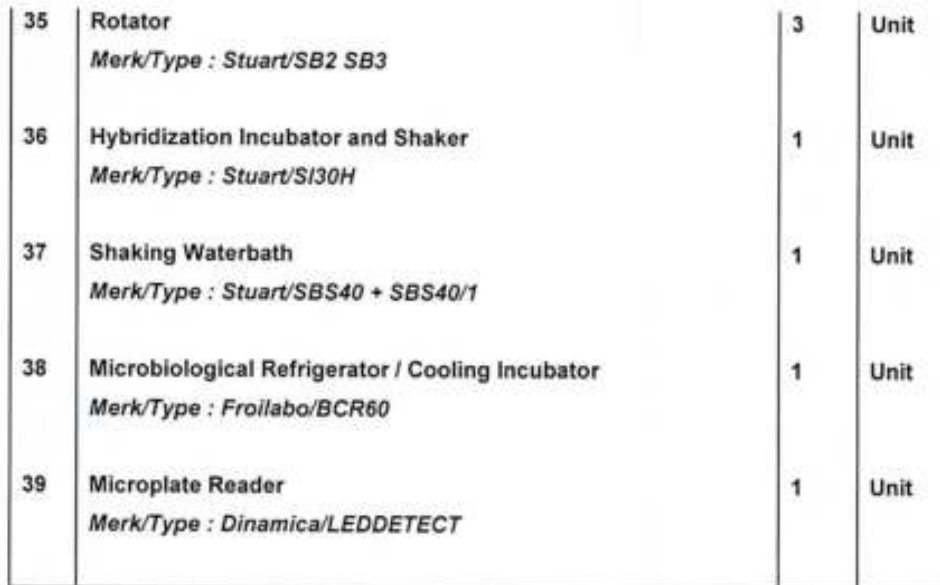 35 Rotator 3 Unit
Merk/Type : Stuart/SB2 SB3
36 Hybridization Incubator and Shaker 1 Unit
Merk/Type : Stuart/SI30H
37 Shaking Waterbath 1 Unit
Merk/Type : Stuart/SBS40 + SBS40/1
38 Microbiological Refrigerator / Cooling Incubator 1 Unit
Merk/Type : Froilabo/BCR60
39 Microplate Reader 1 Unit
Merk/Type : Dinamica/LEDDETECT